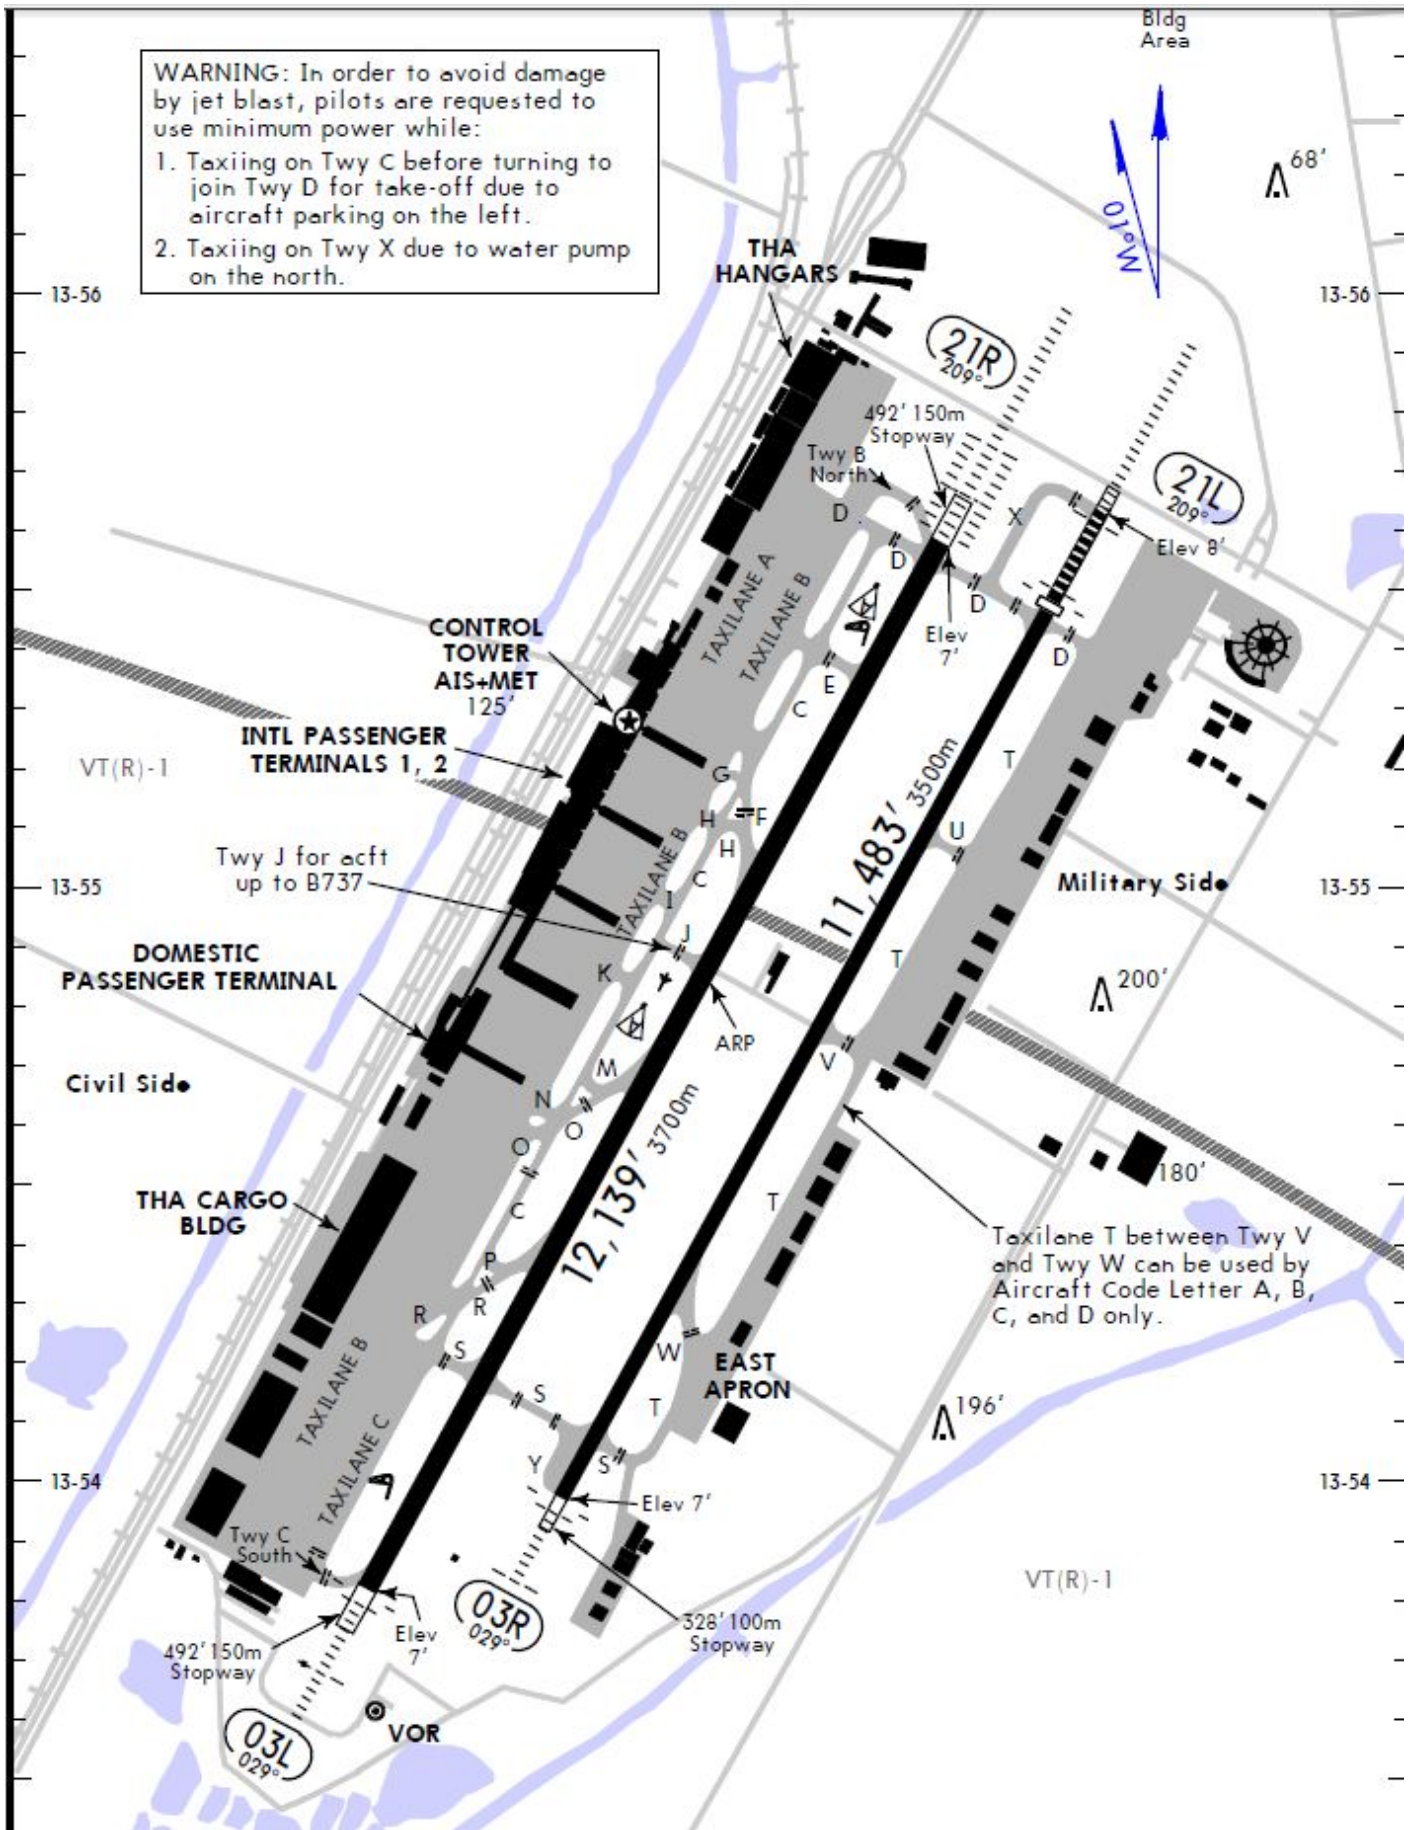 Bldg
Area
WARNING: In order to avoid damage
by jet blast, pilots are requested to
use minimum power while:
1. Taxiing on Twy C before turning to
join Twy D for take-off due to
aircraft parking on the left.
2. Taxiing on Twy X due to water pump
on the north.
68'
01°W
THA
HANGARS
13-56
13-56
21R
209°
492' 150m
Stopway
Twy B
North
21L
209°
D
X
Elev 8'
D
D
D
TAXILANE A
TAXILANE B
Elev
7'
CONTROL
TOWER
AIS+MET
125'
E
C
INTL PASSENGER
TERMINALS 1, 2
VT(R)-1
G
T
H
F
11,483' 3500m
U
H
Twy J for acft
up to B737
TAXILANE B
C
I
13-55
Military Side
13-55
J
DOMESTIC
PASSENGER TERMINAL
K
T
200'
ARP
M
V
Civil Side
N
O
O
12,139' 3700m
180'
THA CARGO
BLDG
C
T
Taxilane T between Twy V
and Twy W can be used by
Aircraft Code Letter A, B,
C, and D only.
P
R
R
S
W
EAST
APRON
TAXILANE B
S
T
196'
TAXILANE C
Y
S
13-54
13-54
Elev 7'
Twy C
South
VT(R)-1
03R
029°
328' 100m
Stopway
492' 150m
Stopway
Elev
7'
VOR
03L
029°